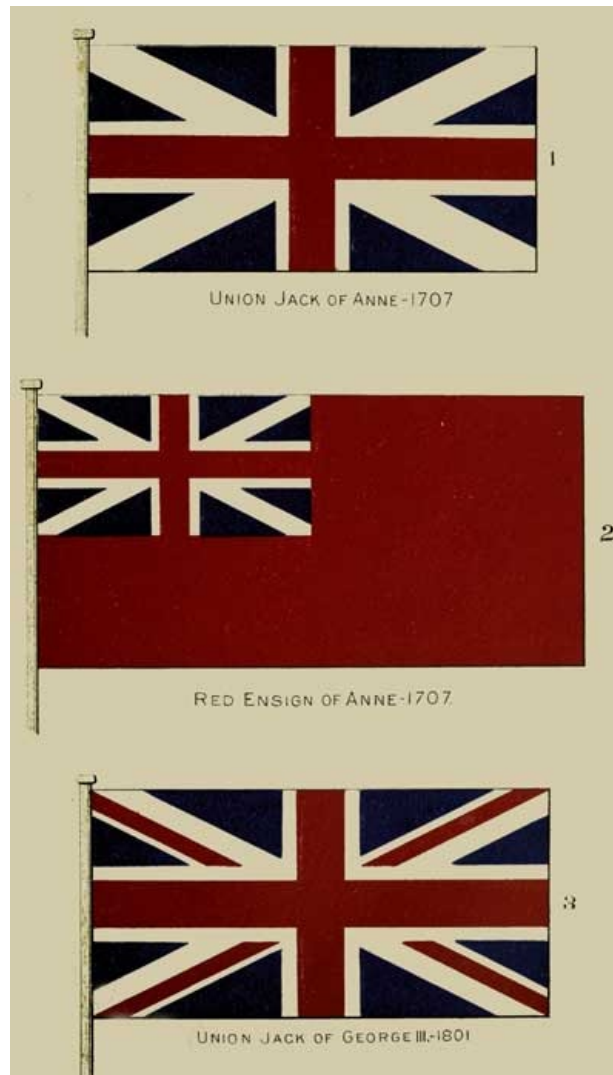 1
UNION JACK OF ANNE-1707
2
RED ENSIGN OF ANNE-1707.
3
UNION JACK OF GEORGE III.-1801